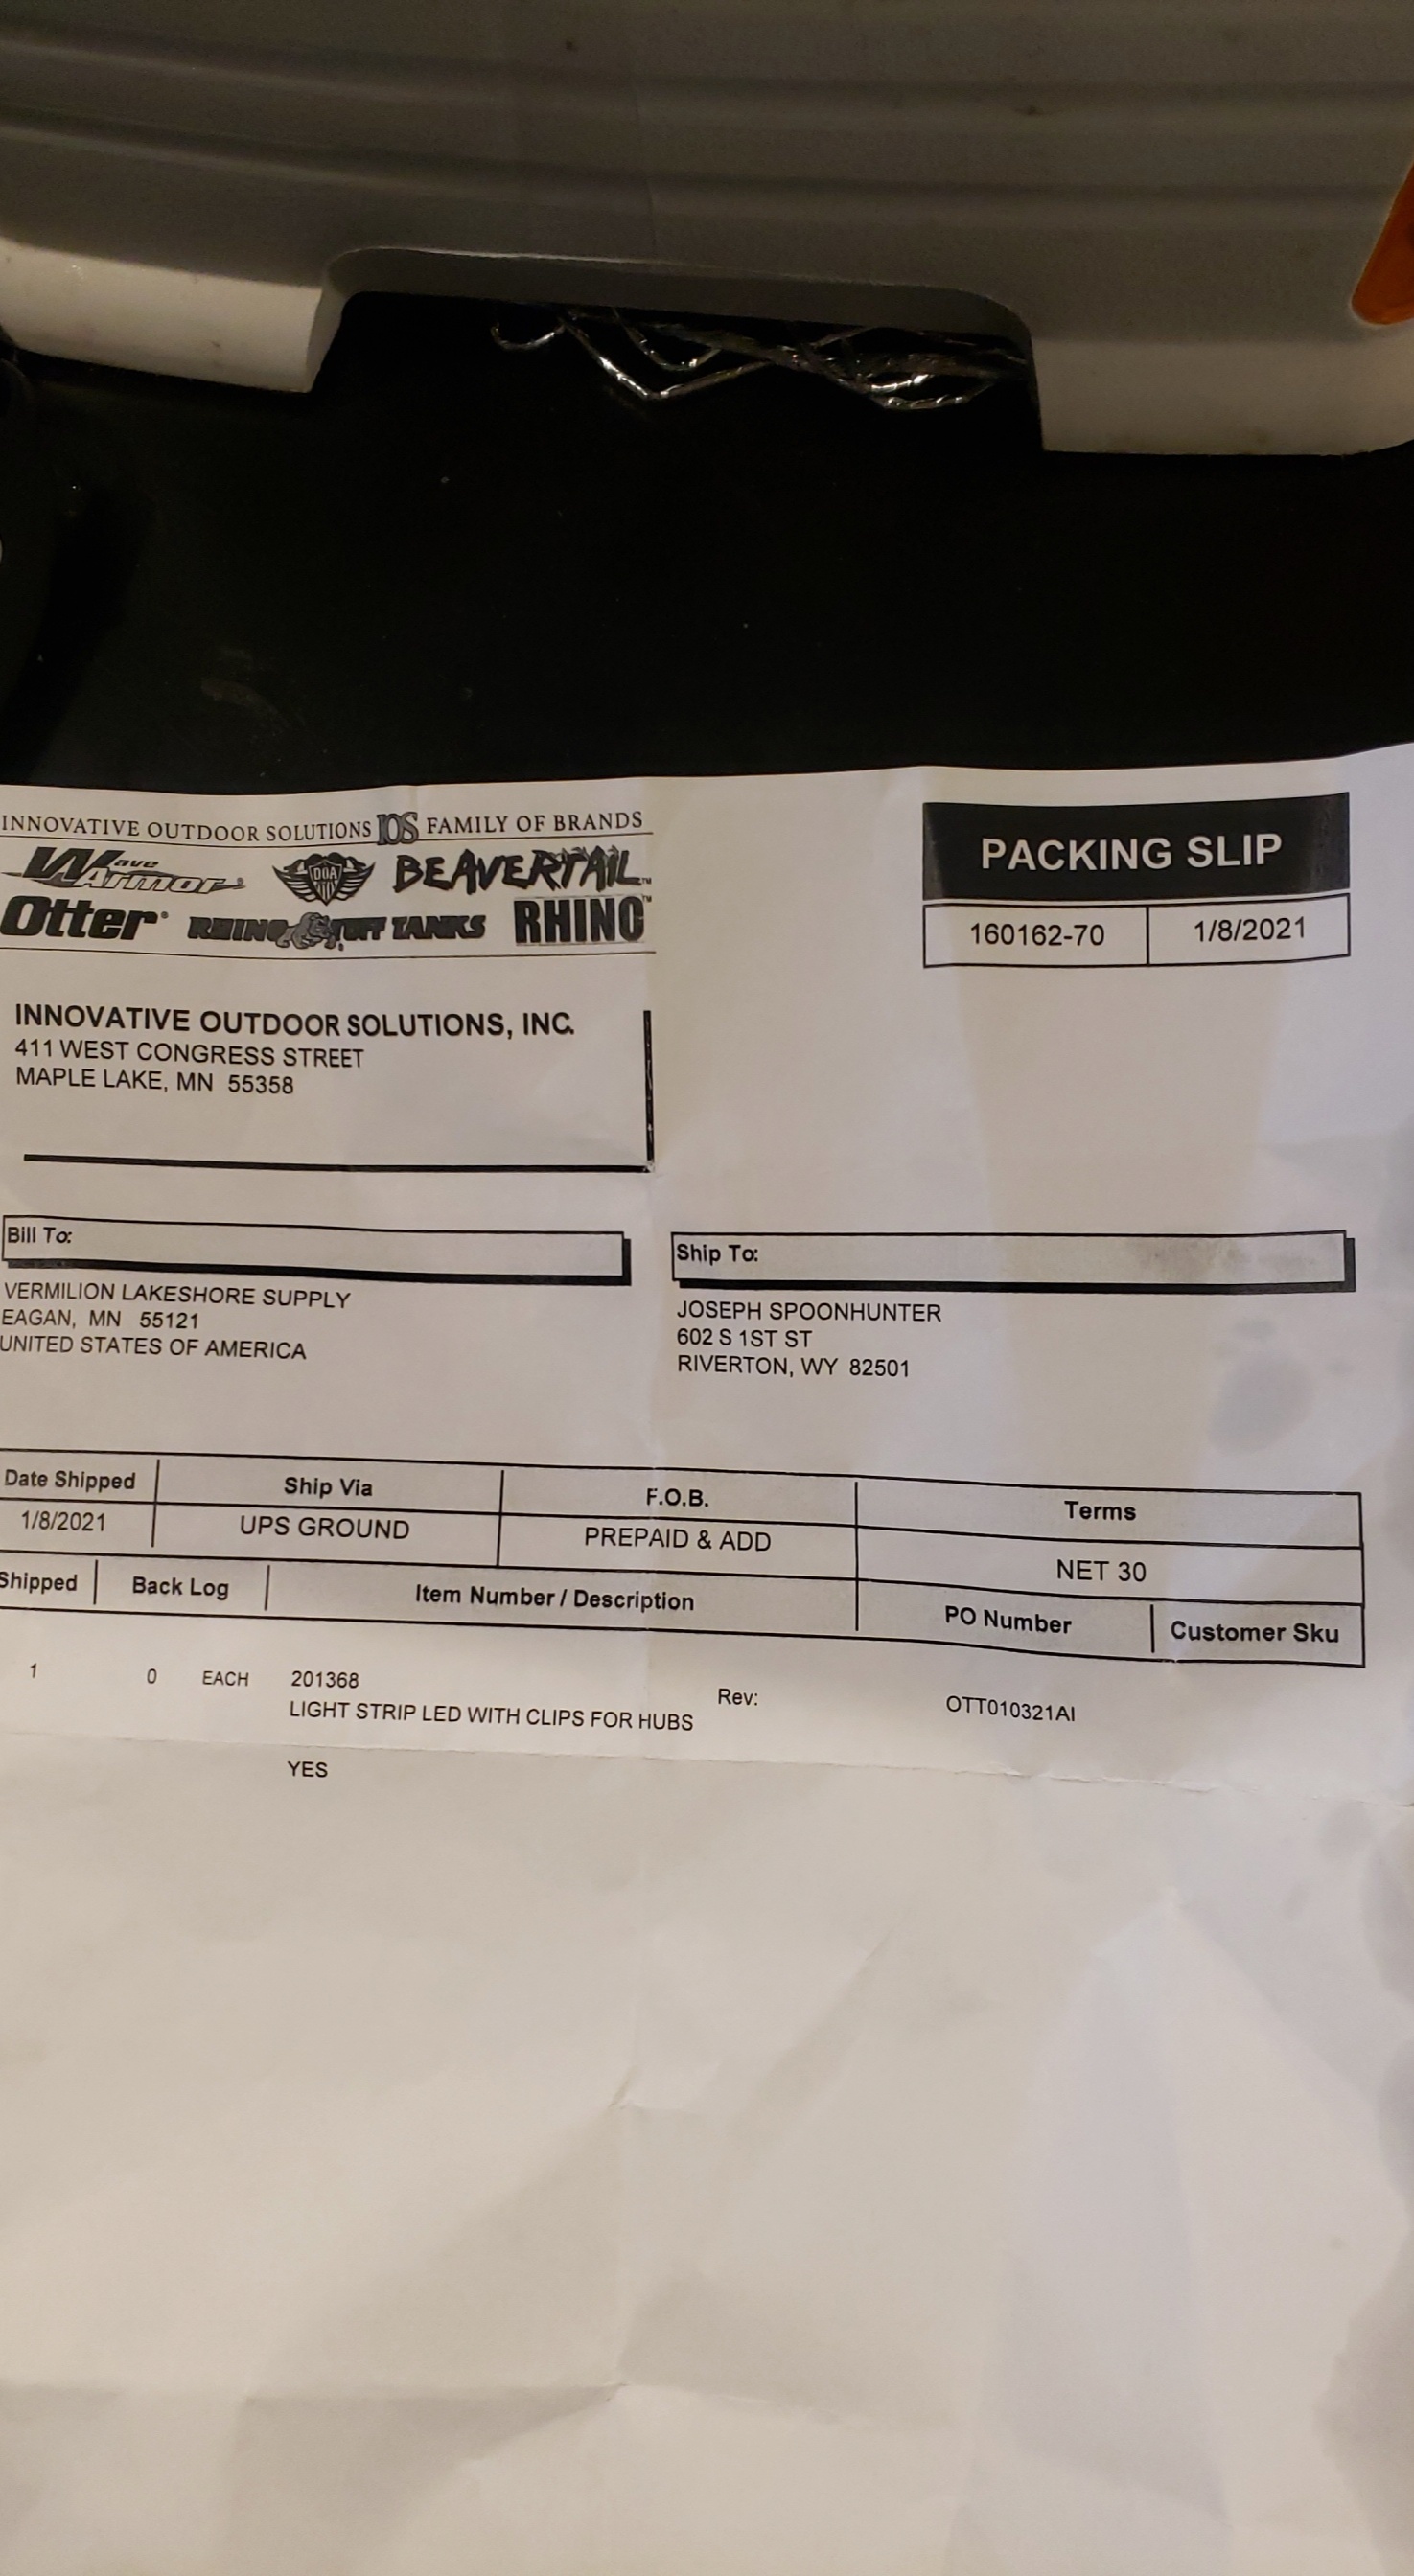 INNOVATIVE OUTDOOR SOLUTIONS IOS FAMILY OF BRANDS
Wave Armor DOA BEAVERTAIL™
Otter RHINO TUFF TANKS RHINO™
PACKING SLIP
160162-70 1/8/2021
INNOVATIVE OUTDOOR SOLUTIONS, INC.
411 WEST CONGRESS STREET
MAPLE LAKE, MN 55358
Bill To:
VERMILION LAKESHORE SUPPLY
EAGAN, MN 55121
UNITED STATES OF AMERICA
Ship To:
JOSEPH SPOONHUNTER
602 S 1ST ST
RIVERTON, WY 82501
Date Shipped Ship Via F.O.B. Terms
1/8/2021 UPS GROUND PREPAID & ADD NET 30
Shipped Back Log Item Number / Description PO Number Customer Sku
1 0 EACH 201368 Rev: OTT010321AI
LIGHT STRIP LED WITH CLIPS FOR HUBS
YES